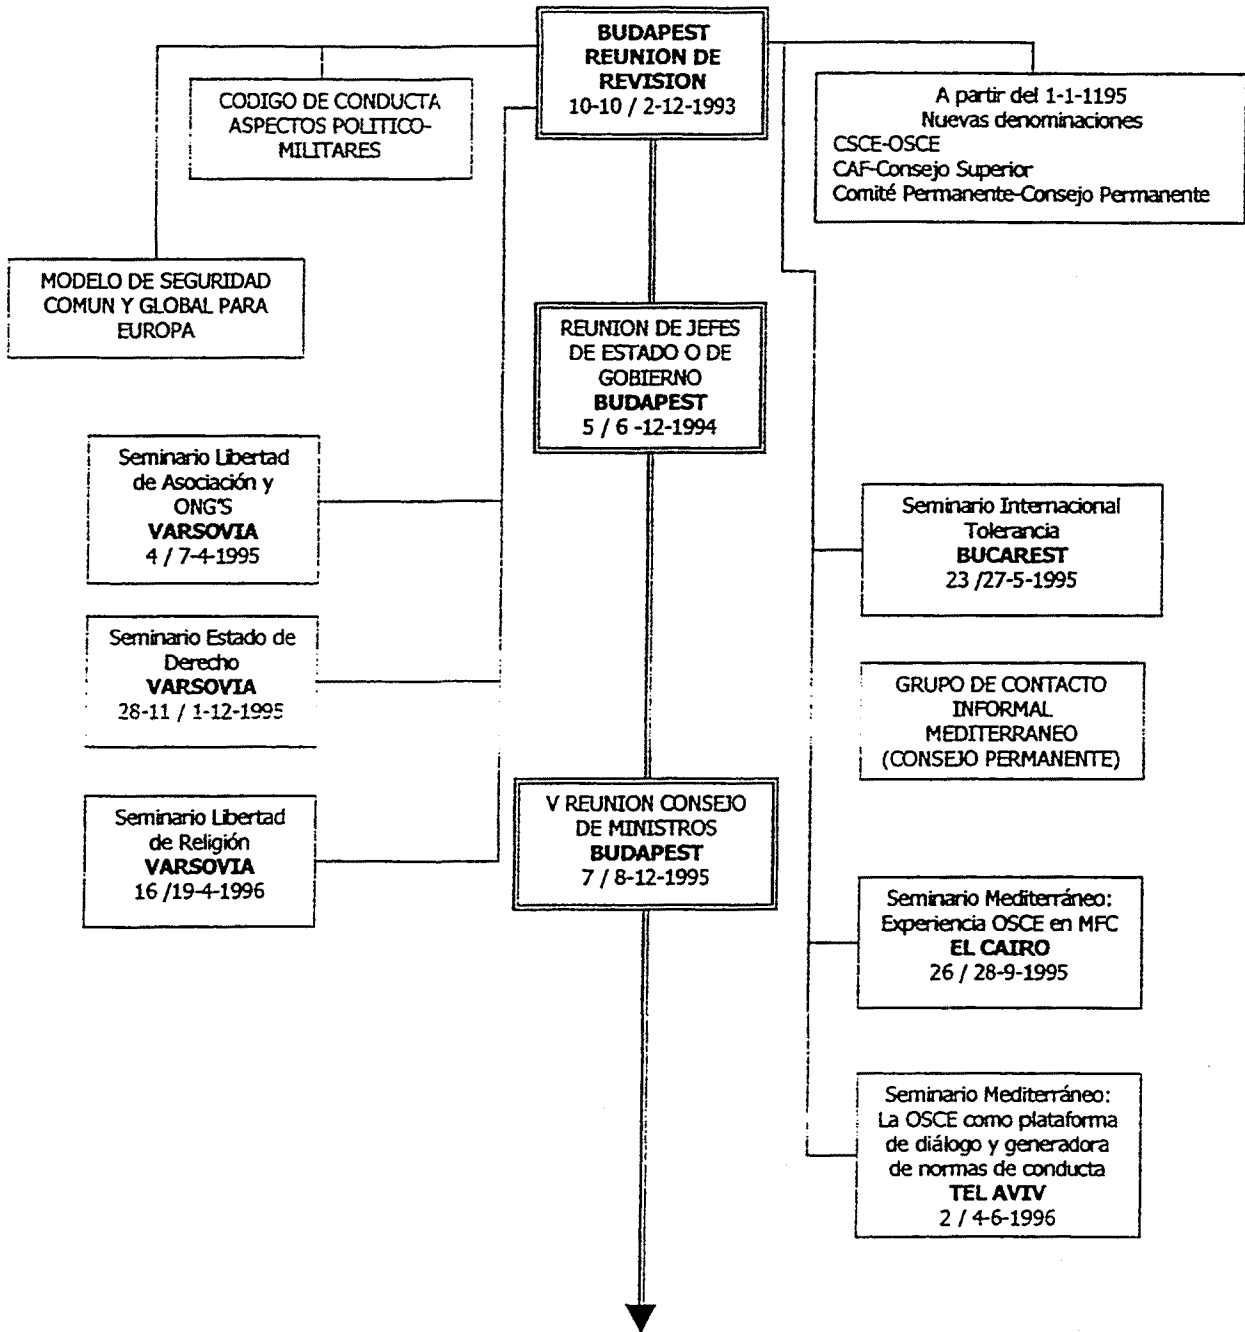 BUDAPEST
REUNION DE
REVISION
10-10 / 2-12-1993
CODIGO DE CONDUCTA
ASPECTOS POLITICO-
MILITARES
A partir del 1-1-1195
Nuevas denominaciones
CSCE-OSCE
CAF-Consejo Superior
Comité Permanente-Consejo Permanente
MODELO DE SEGURIDAD
COMUN Y GLOBAL PARA
EUROPA
REUNION DE JEFES
DE ESTADO O DE
GOBIERNO
BUDAPEST
5 / 6 -12-1994
Seminario Libertad
de Asociación y
ONG'S
VARSOVIA
4 / 7-4-1995
Seminario Internacional
Tolerancia
BUCAREST
23 /27-5-1995
Seminario Estado de
Derecho
VARSOVIA
28-11 / 1-12-1995
GRUPO DE CONTACTO
INFORMAL
MEDITERRANEO
(CONSEJO PERMANENTE)
V REUNION CONSEJO
DE MINISTROS
BUDAPEST
7 / 8-12-1995
Seminario Libertad
de Religión
VARSOVIA
16 /19-4-1996
Seminario Mediterráneo:
Experiencia OSCE en MFC
EL CAIRO
26 / 28-9-1995
Seminario Mediterráneo:
La OSCE como plataforma
de diálogo y generadora
de normas de conducta
TEL AVIV
2 / 4-6-1996